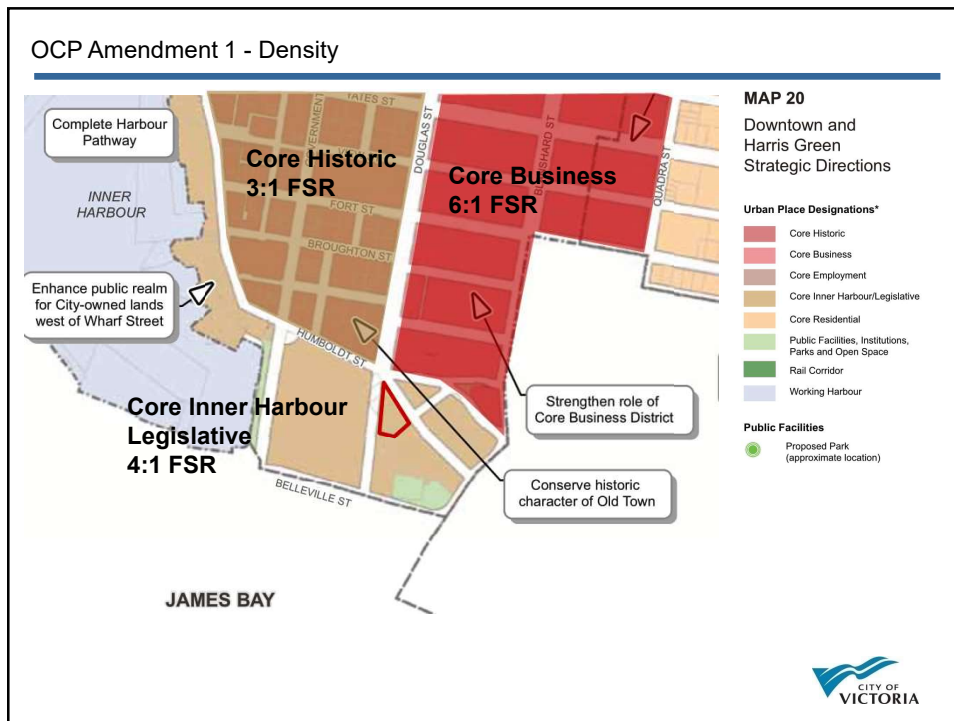 OCP Amendment 1 - Density
Complete Harbour
Pathway
INNER
HARBOUR
Enhance public realm
for City-owned lands
west of Wharf Street
YATES ST
GOVERNMENT
Core Historic
3:1 FSR
FORT ST
BROUGHTON ST
HUMBOLDT ST
DOUGLAS ST
Core Business
6:1 FSR
QUADRA ST
Core Inner Harbour
Legislative
4:1 FSR
BELLEVILLE ST
Strengthen role of
Core Business District
Conserve historic
character of Old Town
JAMES BAY
MAP 20
Downtown and
Harris Green
Strategic Directions
Urban Place Designations*
Core Historic
Core Business
Core Employment
Core Inner Harbour/Legislative
Core Residential
Public Facilities, Institutions,
Parks and Open Space
Rail Corridor
Working Harbour
Public Facilities
Proposed Park
(approximate location)
CITY OF
VICTORIA